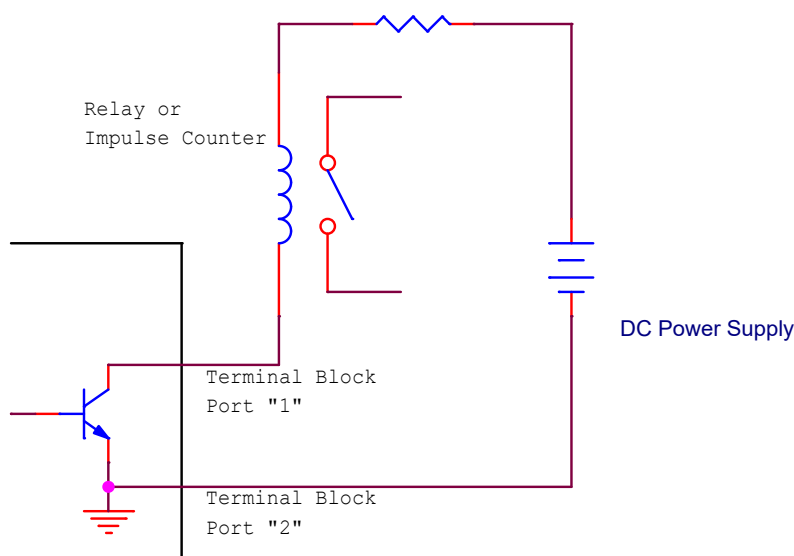 Relay or
Impulse Counter
DC Power Supply
Terminal Block
Port "1"
Terminal Block
Port "2"